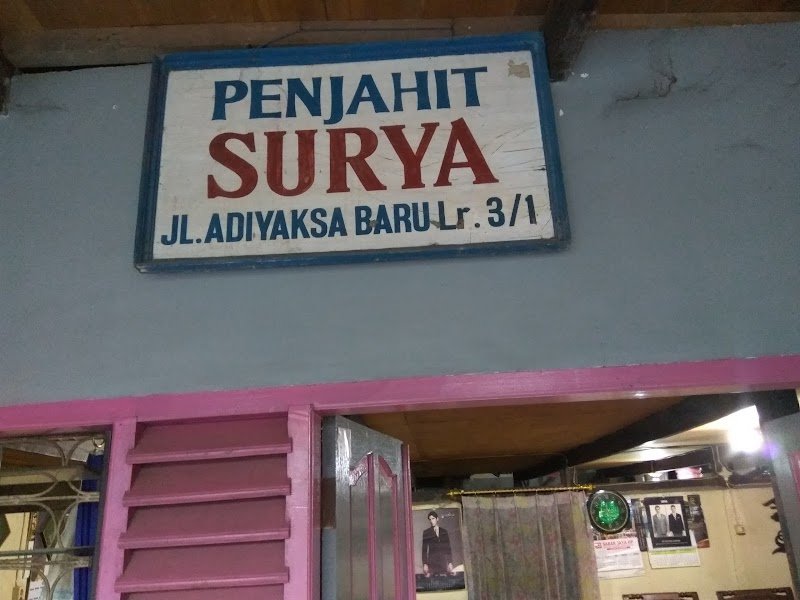 PENJAHIT
SURYA
JL. ADIYAKSA BARU Lr. 3/1